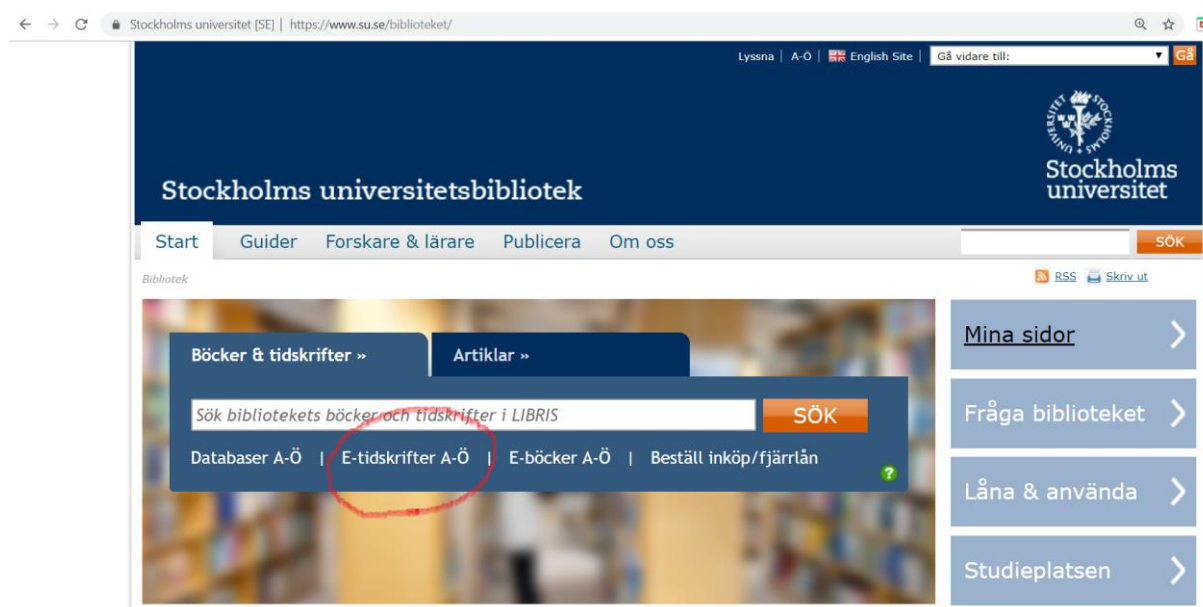 Stockholms universitet [SE] | https://www.su.se/biblioteket/
Lyssna | A-Ö | English Site | Gå vidare till: Gå
Stockholms universitetsbibliotek
Stockholms
universitet
Start Guider Forskare & lärare Publicera Om oss SÖK
Bibliotek RSS Skriv ut
Böcker & tidskrifter » Artiklar »
Sök bibliotekets böcker och tidskrifter i LIBRIS SÖK
Databaser A-Ö | E-tidskrifter A-Ö | E-böcker A-Ö | Beställ inköp/fjärrlån
?
Mina sidor
Fråga biblioteket
Låna & använda
Studieplatsen